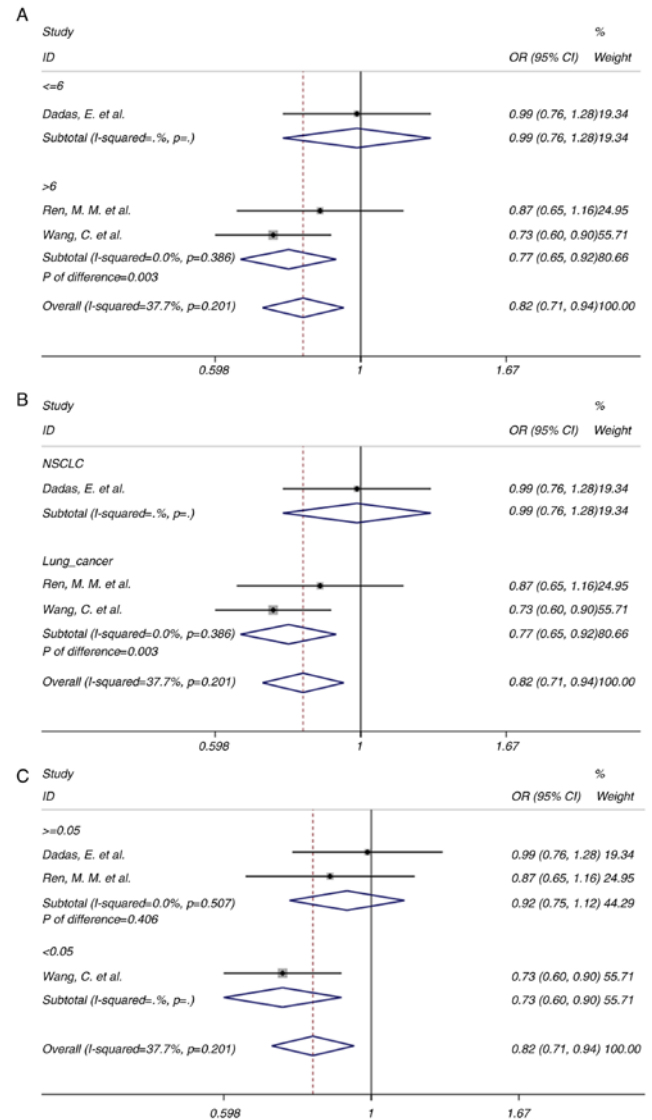 A
Study %
ID OR (95% CI) Weight
<=6
Dadas, E. et al. 0.99 (0.76, 1.28)19.34
Subtotal (I-squared=.%, p=.) 0.99 (0.76, 1.28)19.34
>6
Ren, M. M. et al. 0.87 (0.65, 1.16)24.95
Wang, C. et al. 0.73 (0.60, 0.90)55.71
Subtotal (I-squared=0.0%, p=0.386) 0.77 (0.65, 0.92)80.66
P of difference=0.003
Overall (I-squared=37.7%, p=0.201) 0.82 (0.71, 0.94)100.00
0.598 1 1.67
B
Study %
ID OR (95% CI) Weight
NSCLC
Dadas, E. et al. 0.99 (0.76, 1.28)19.34
Subtotal (I-squared=.%, p=.) 0.99 (0.76, 1.28)19.34
Lung_cancer
Ren, M. M. et al. 0.87 (0.65, 1.16)24.95
Wang, C. et al. 0.73 (0.60, 0.90)55.71
Subtotal (I-squared=0.0%, p=0.386) 0.77 (0.65, 0.92)80.66
P of difference=0.003
Overall (I-squared=37.7%, p=0.201) 0.82 (0.71, 0.94)100.00
0.598 1 1.67
C
Study %
ID OR (95% CI) Weight
>=0.05
Dadas, E. et al. 0.99 (0.76, 1.28) 19.34
Ren, M. M. et al. 0.87 (0.65, 1.16) 24.95
Subtotal (I-squared=0.0%, p=0.507) 0.92 (0.75, 1.12) 44.29
P of difference=0.406
<0.05
Wang, C. et al. 0.73 (0.60, 0.90) 55.71
Subtotal (I-squared=.%, p=.) 0.73 (0.60, 0.90) 55.71
Overall (I-squared=37.7%, p=0.201) 0.82 (0.71, 0.94) 100.00
0.598 1 1.67